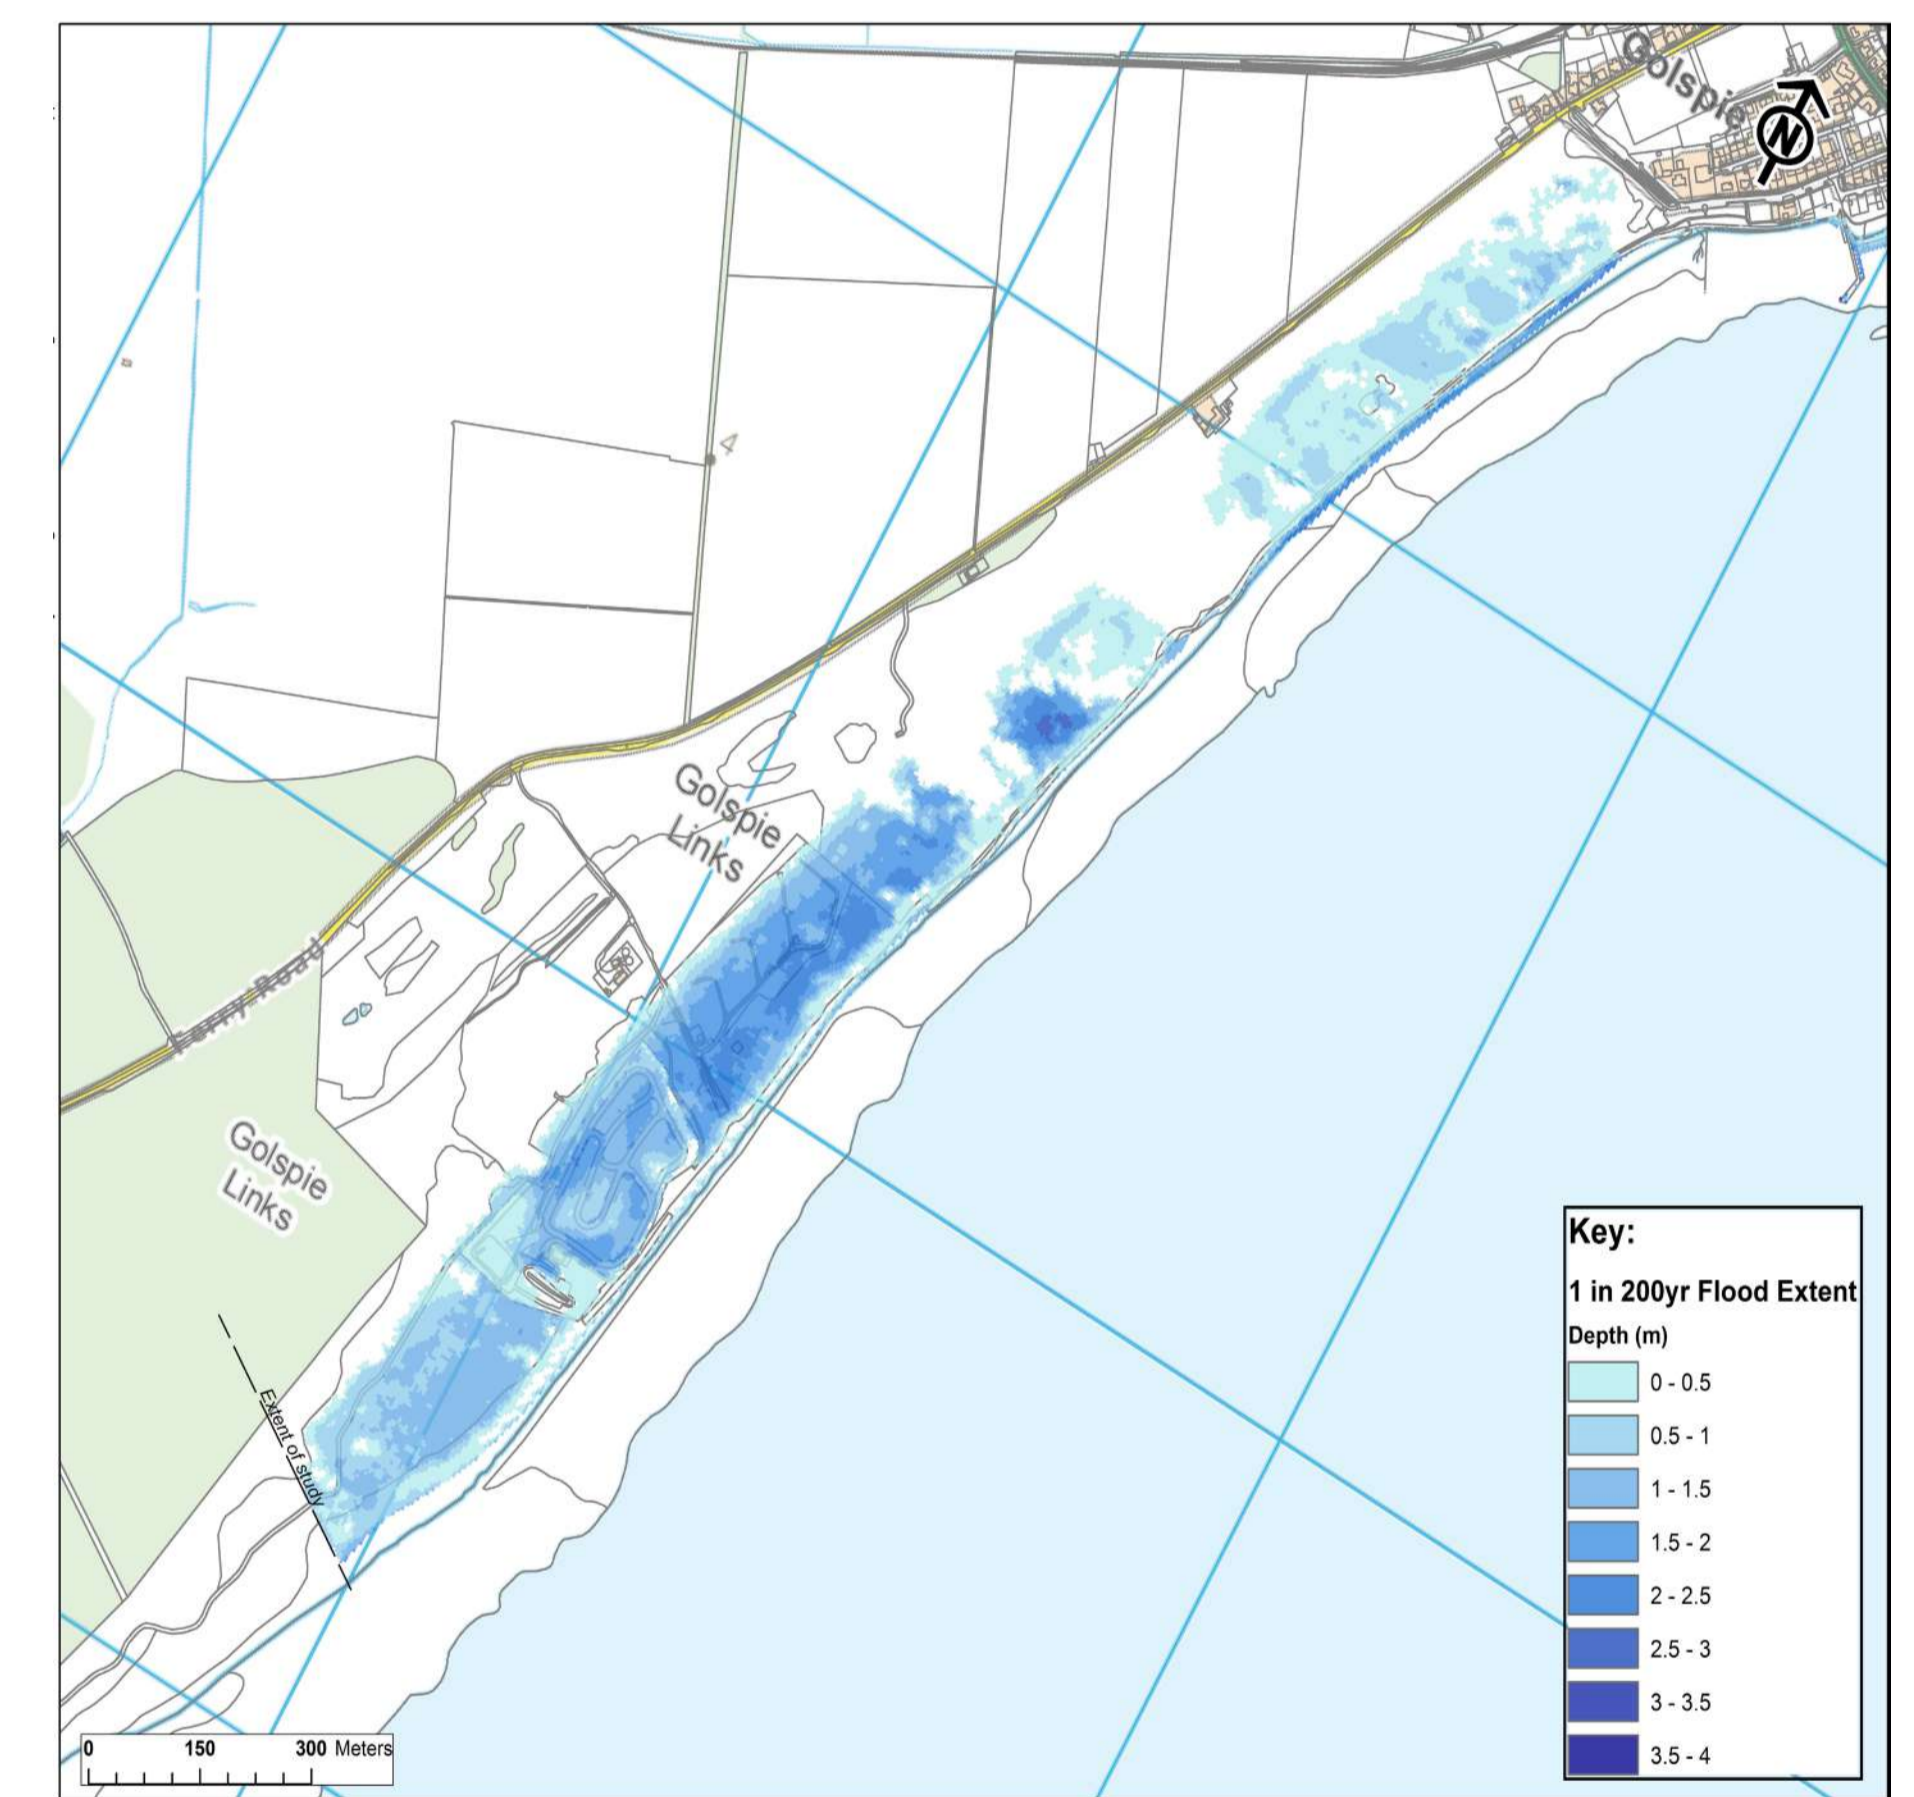 Golspie
N
4
Golspie
Links
Ferry Road
Golspie
Links
Extent of study
Key:
1 in 200yr Flood Extent
Depth (m)
0 - 0.5
0.5 - 1
1 - 1.5
1.5 - 2
2 - 2.5
2.5 - 3
3 - 3.5
3.5 - 4
0 150 300 Meters